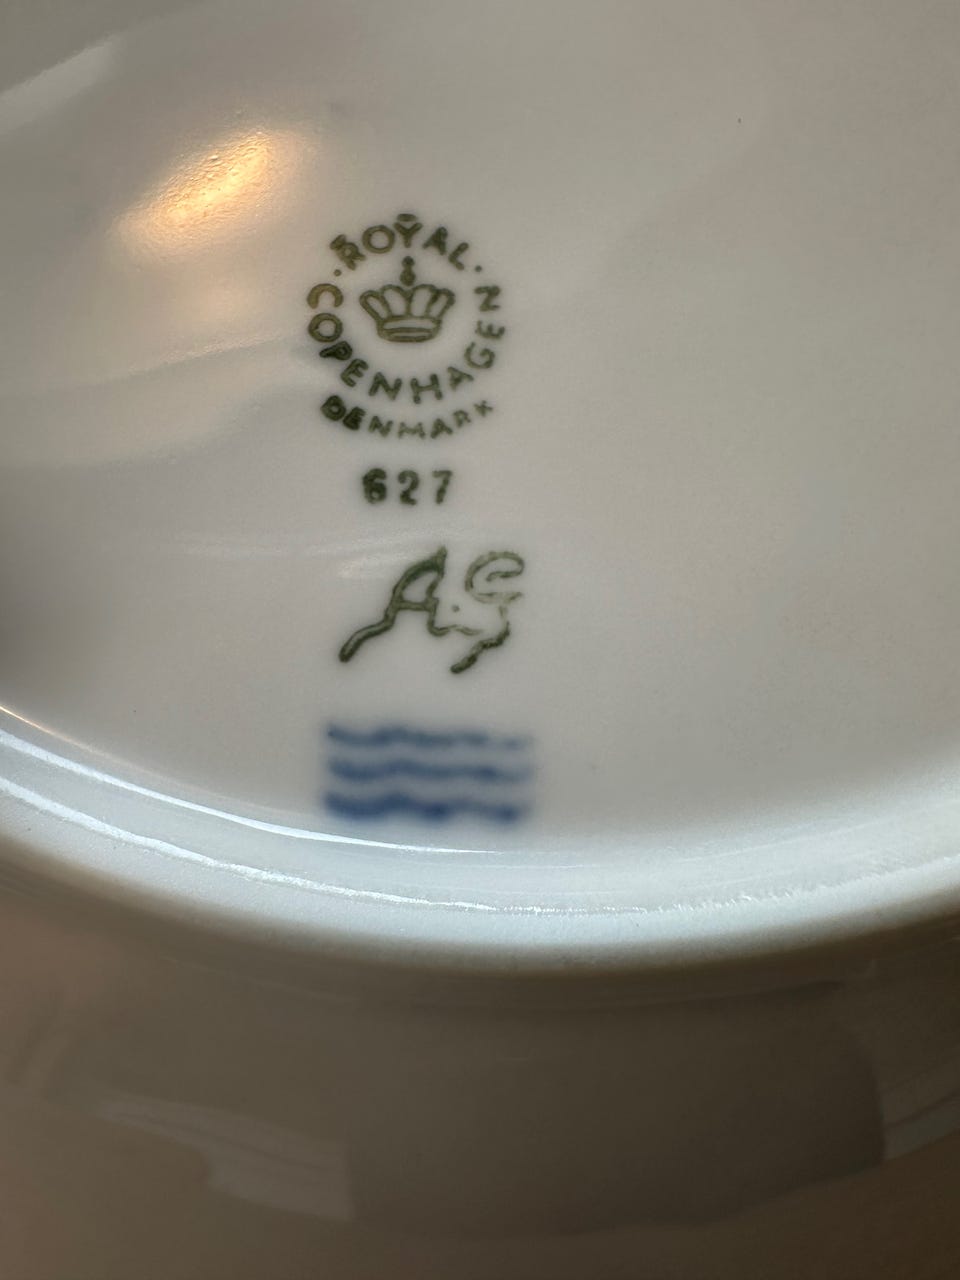 ROYAL
COPENHAGEN
DENMARK
627